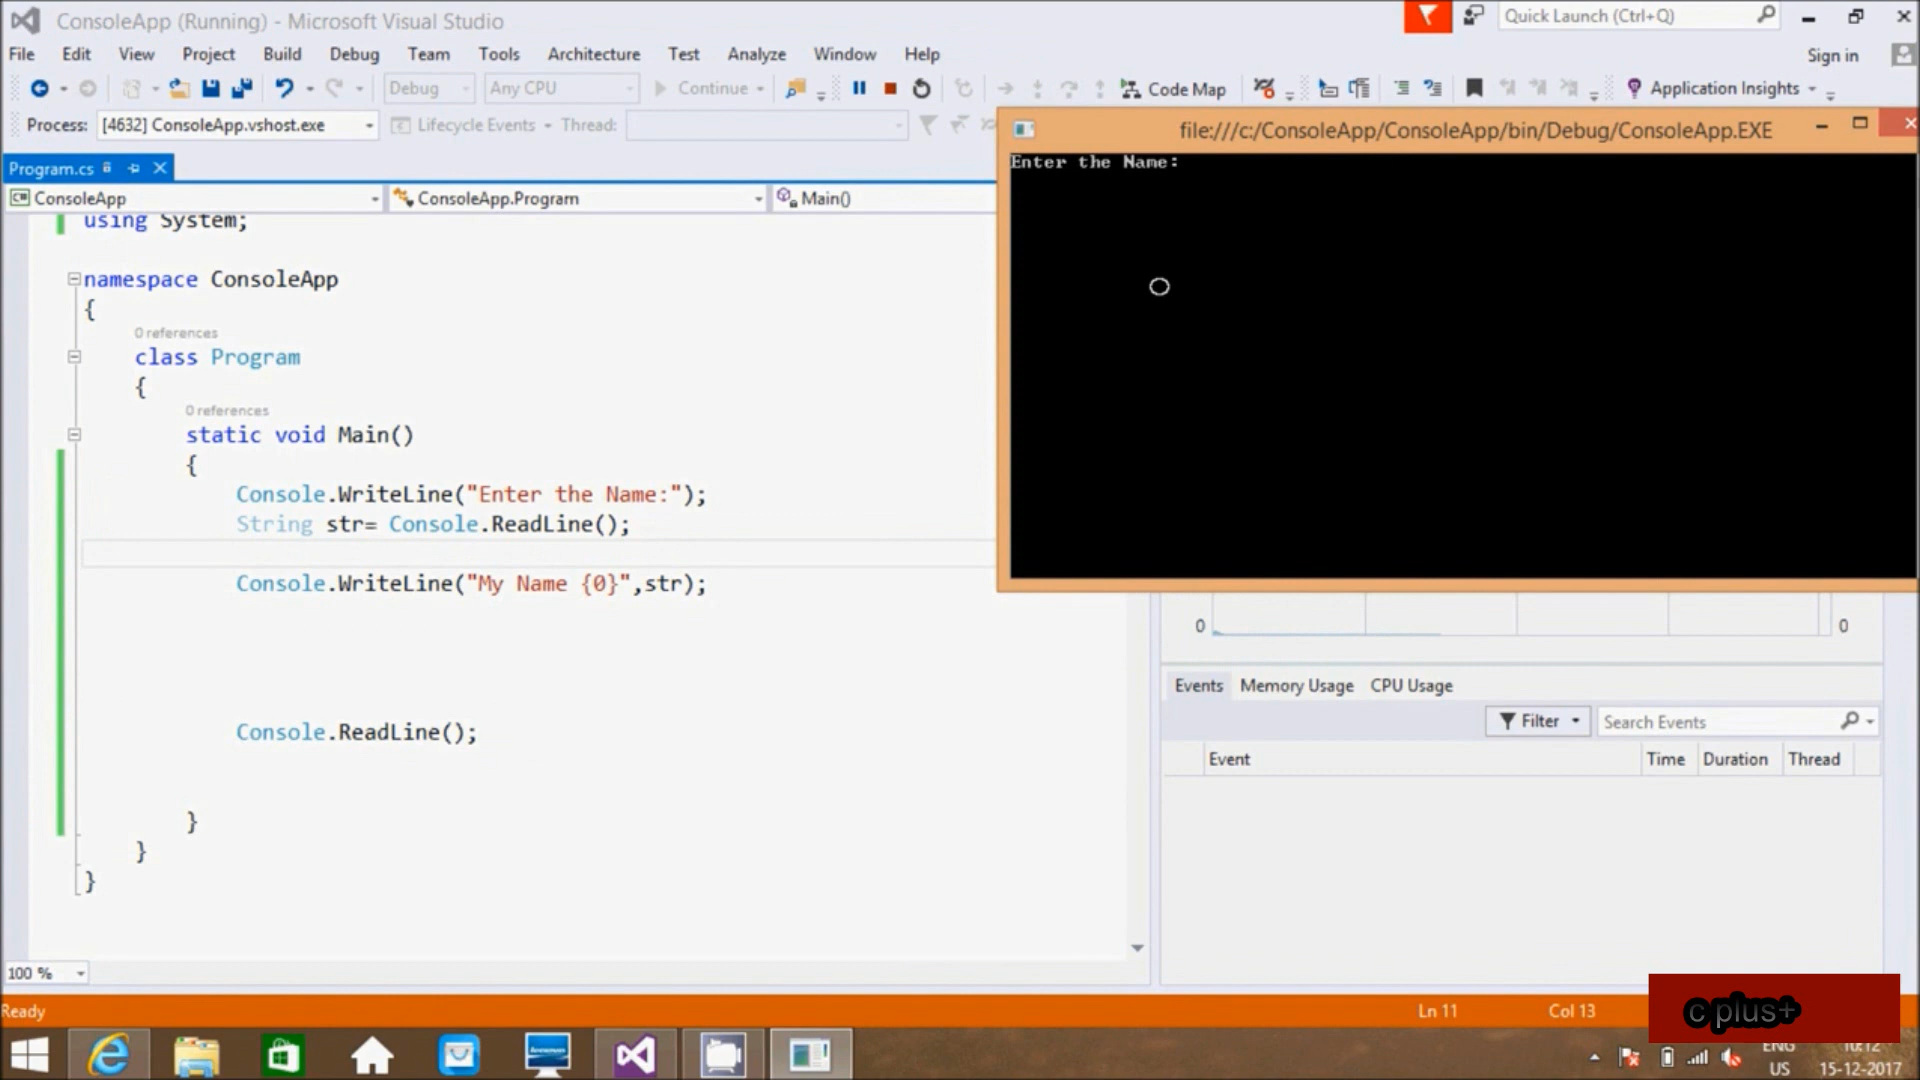 ConsoleApp (Running) - Microsoft Visual Studio
Quick Launch (Ctrl+Q)
File Edit View Project Build Debug Team Tools Architecture Test Analyze Window Help
Sign in
Debug Any CPU Continue Code Map Application Insights
Process: [4632] ConsoleApp.vshost.exe Lifecycle Events Thread:
file:///c:/ConsoleApp/ConsoleApp/bin/Debug/ConsoleApp.EXE
Enter the Name:
Program.cs
C# ConsoleApp ConsoleApp.Program Main()
using System;
namespace ConsoleApp
{
0 references
class Program
{
0 references
static void Main()
{
Console.WriteLine("Enter the Name:");
String str= Console.ReadLine();
Console.WriteLine("My Name {0}",str);
Console.ReadLine();
}
}
}
0 0
Events Memory Usage CPU Usage
Filter Search Events
Event Time Duration Thread
100 %
Ready Ln 11 Col 13
c plus+
lenovo
ENG 10:12
US 15-12-2017